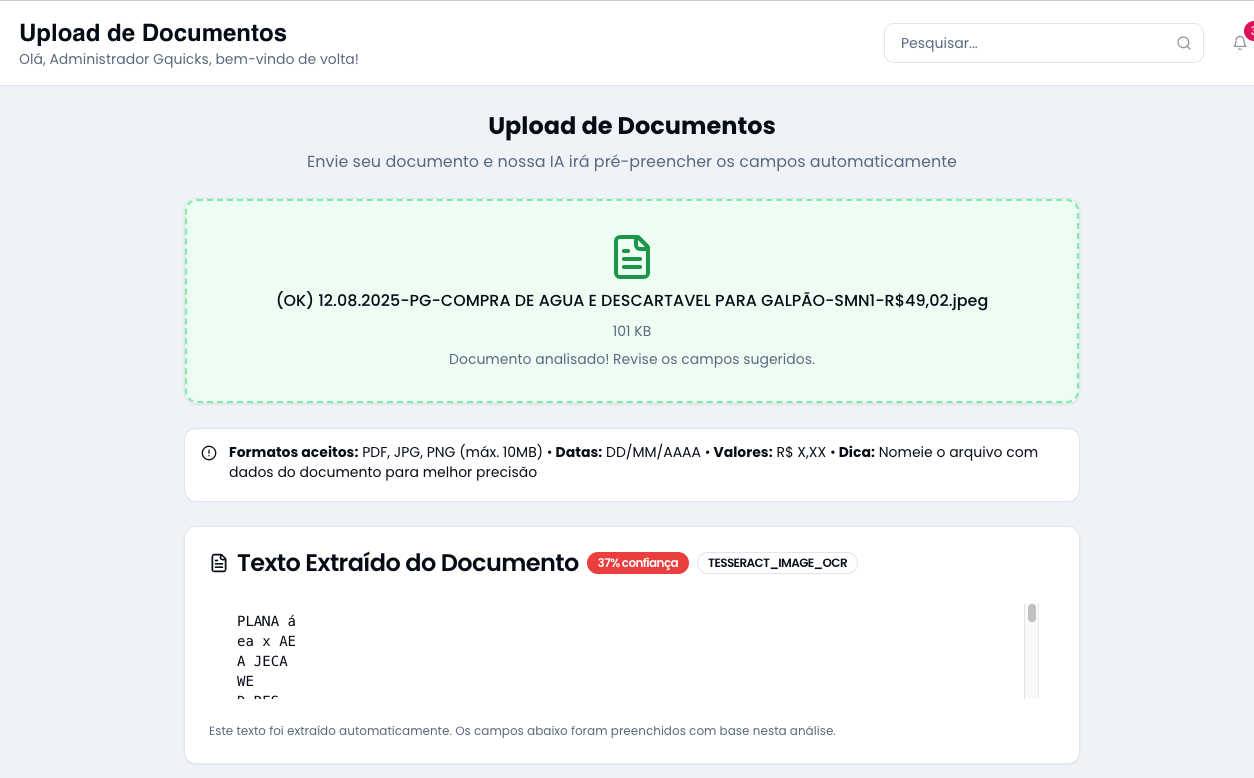 Upload de Documentos
Olá, Administrador Gquicks, bem-vindo de volta!
Pesquisar...
Upload de Documentos
Envie seu documento e nossa IA irá pré-preencher os campos automaticamente
(OK) 12.08.2025-PG-COMPRA DE AGUA E DESCARTAVEL PARA GALPÃO-SMN1-R$49,02.jpeg
101 KB
Documento analisado! Revise os campos sugeridos.
Formatos aceitos: PDF, JPG, PNG (máx. 10MB) • Datas: DD/MM/AAAA • Valores: R$ X,XX • Dica: Nomeie o arquivo com
dados do documento para melhor precisão
Texto Extraído do Documento
37% confiança
TESSERACT_IMAGE_OCR
PLANA á
ea x AE
A JECA
WE
Este texto foi extraído automaticamente. Os campos abaixo foram preenchidos com base nesta análise.